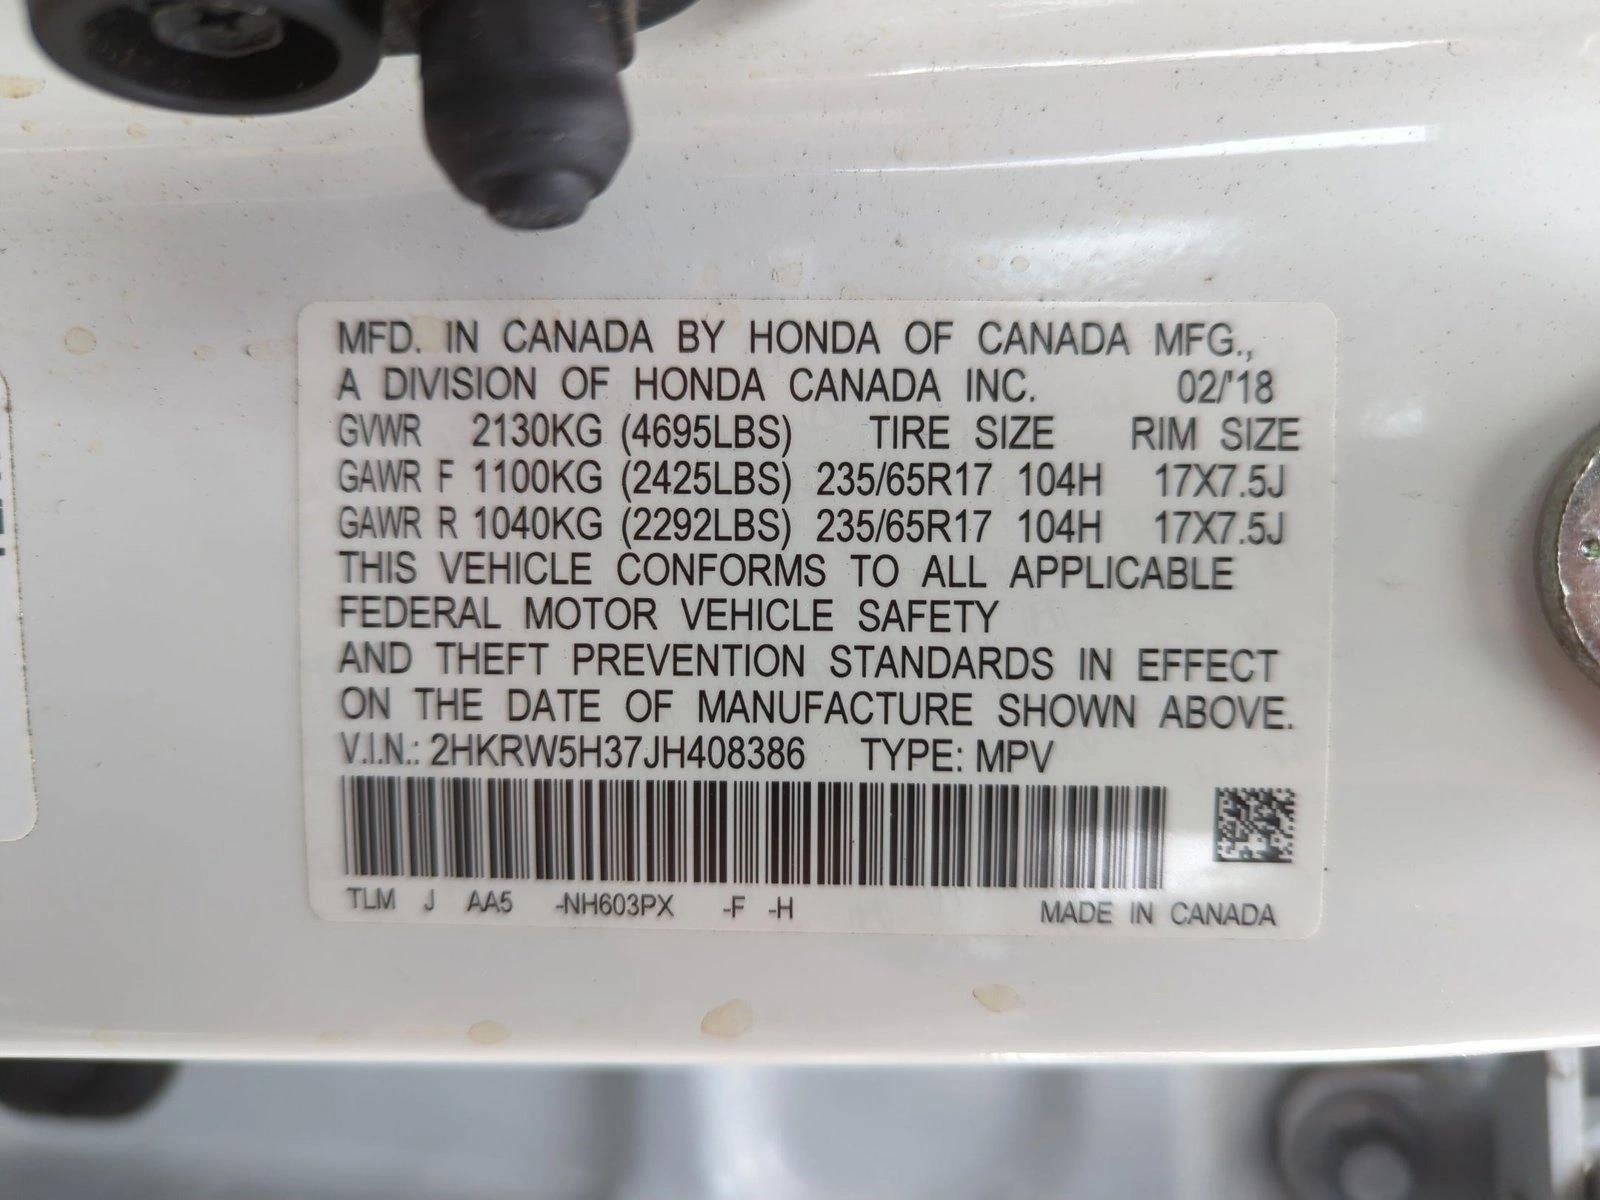 MFD. IN CANADA BY HONDA OF CANADA MFG.,
A DIVISION OF HONDA CANADA INC. 02/'18
GVWR 2130KG (4695LBS) TIRE SIZE RIM SIZE
GAWR F 1100KG (2425LBS) 235/65R17 104H 17X7.5J
GAWR R 1040KG (2292LBS) 235/65R17 104H 17X7.5J
THIS VEHICLE CONFORMS TO ALL APPLICABLE
FEDERAL MOTOR VEHICLE SAFETY
AND THEFT PREVENTION STANDARDS IN EFFECT
ON THE DATE OF MANUFACTURE SHOWN ABOVE.
V.I.N.: 2HKRW5H37JH408386 TYPE: MPV
TLM J AA5 -NH603PX -F -H MADE IN CANADA